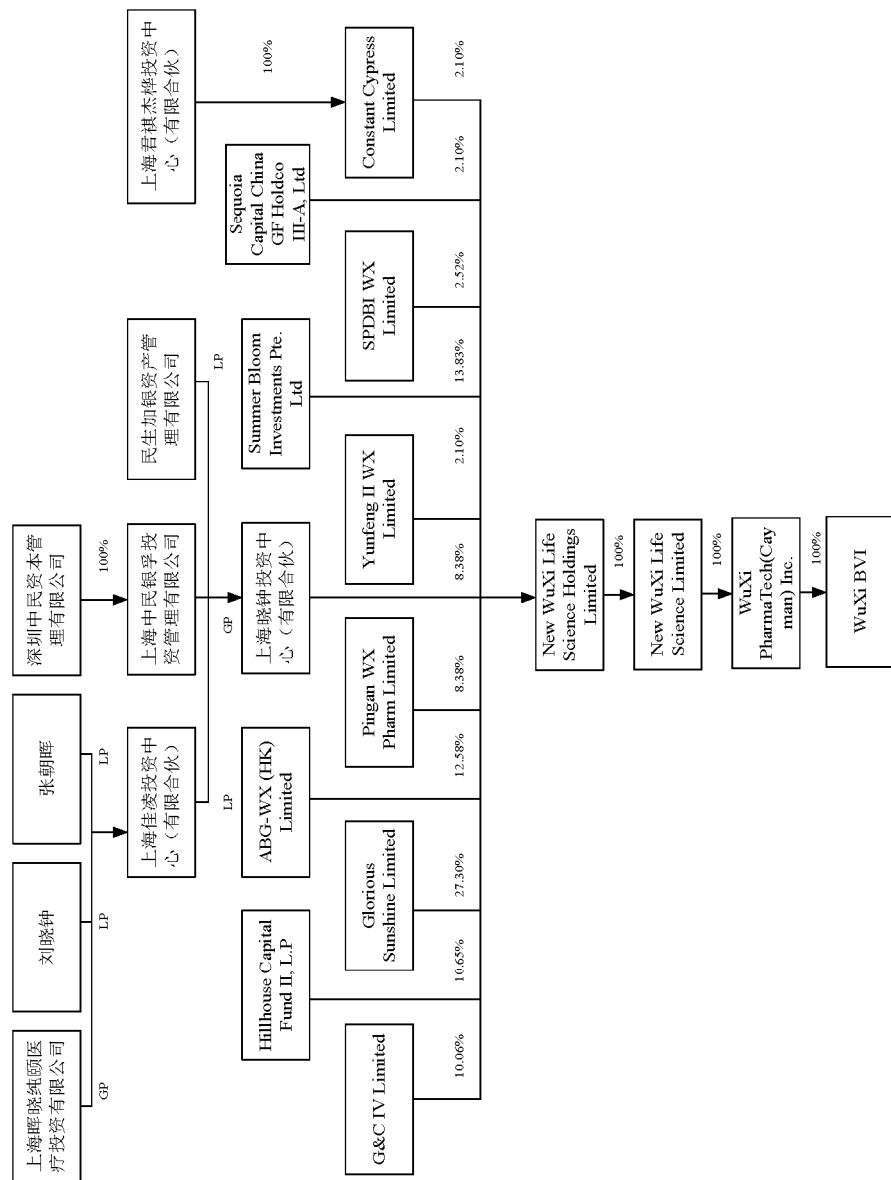 上海晖晓纯颐医
疗投资有限公司
刘晓钟
张朝晖
深圳中民资本管
理有限公司
GP
LP
LP
100%
上海佳凌投资中
心（有限合伙）
上海中民银孚投
资管理有限公司
民生加银资产管
理有限公司
上海君祺杰桦投资中
心（有限合伙）
LP
GP
LP
100%
Hillhouse Capital
Fund II, L.P
ABG-WX (HK)
Limited
上海晓钟投资中
心（有限合伙）
Summer Bloom
Investments Pte.
Ltd
Sequoia
Capital China
GF Holdco
III-A, Ltd
G&C IV Limited
Glorious
Sunshine Limited
Pingan WX
Pharm Limited
Yunfeng II WX
Limited
SPDBI WX
Limited
Constant Cypress
Limited
10.06%
10.65%
27.30%
12.58%
8.38%
8.38%
2.10%
13.83%
2.52%
2.10%
2.10%
New WuXi Life
Science Holdings
Limited
100%
New WuXi Life
Science Limited
100%
WuXi
PharmaTech(Cay
man) Inc.
100%
WuXi BVI